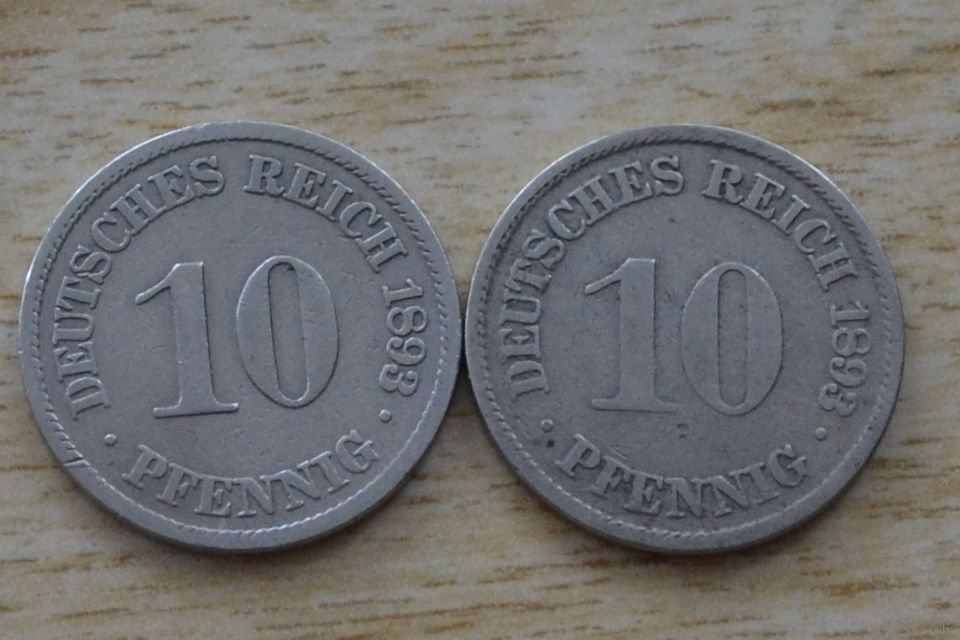 DEUTSCHES REICH 1893
10
· PFENNIG ·
DEUTSCHES REICH 1893
10
· PFENNIG ·